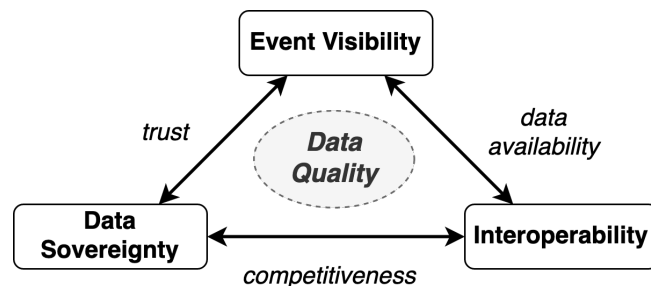 Event Visibility
trust
data
availability
Data
Quality
Data
Sovereignty
Interoperability
competitiveness